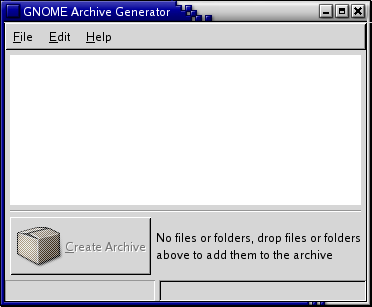 GNOME Archive Generator
File Edit Help
Create Archive
No files or folders, drop files or folders
above to add them to the archive